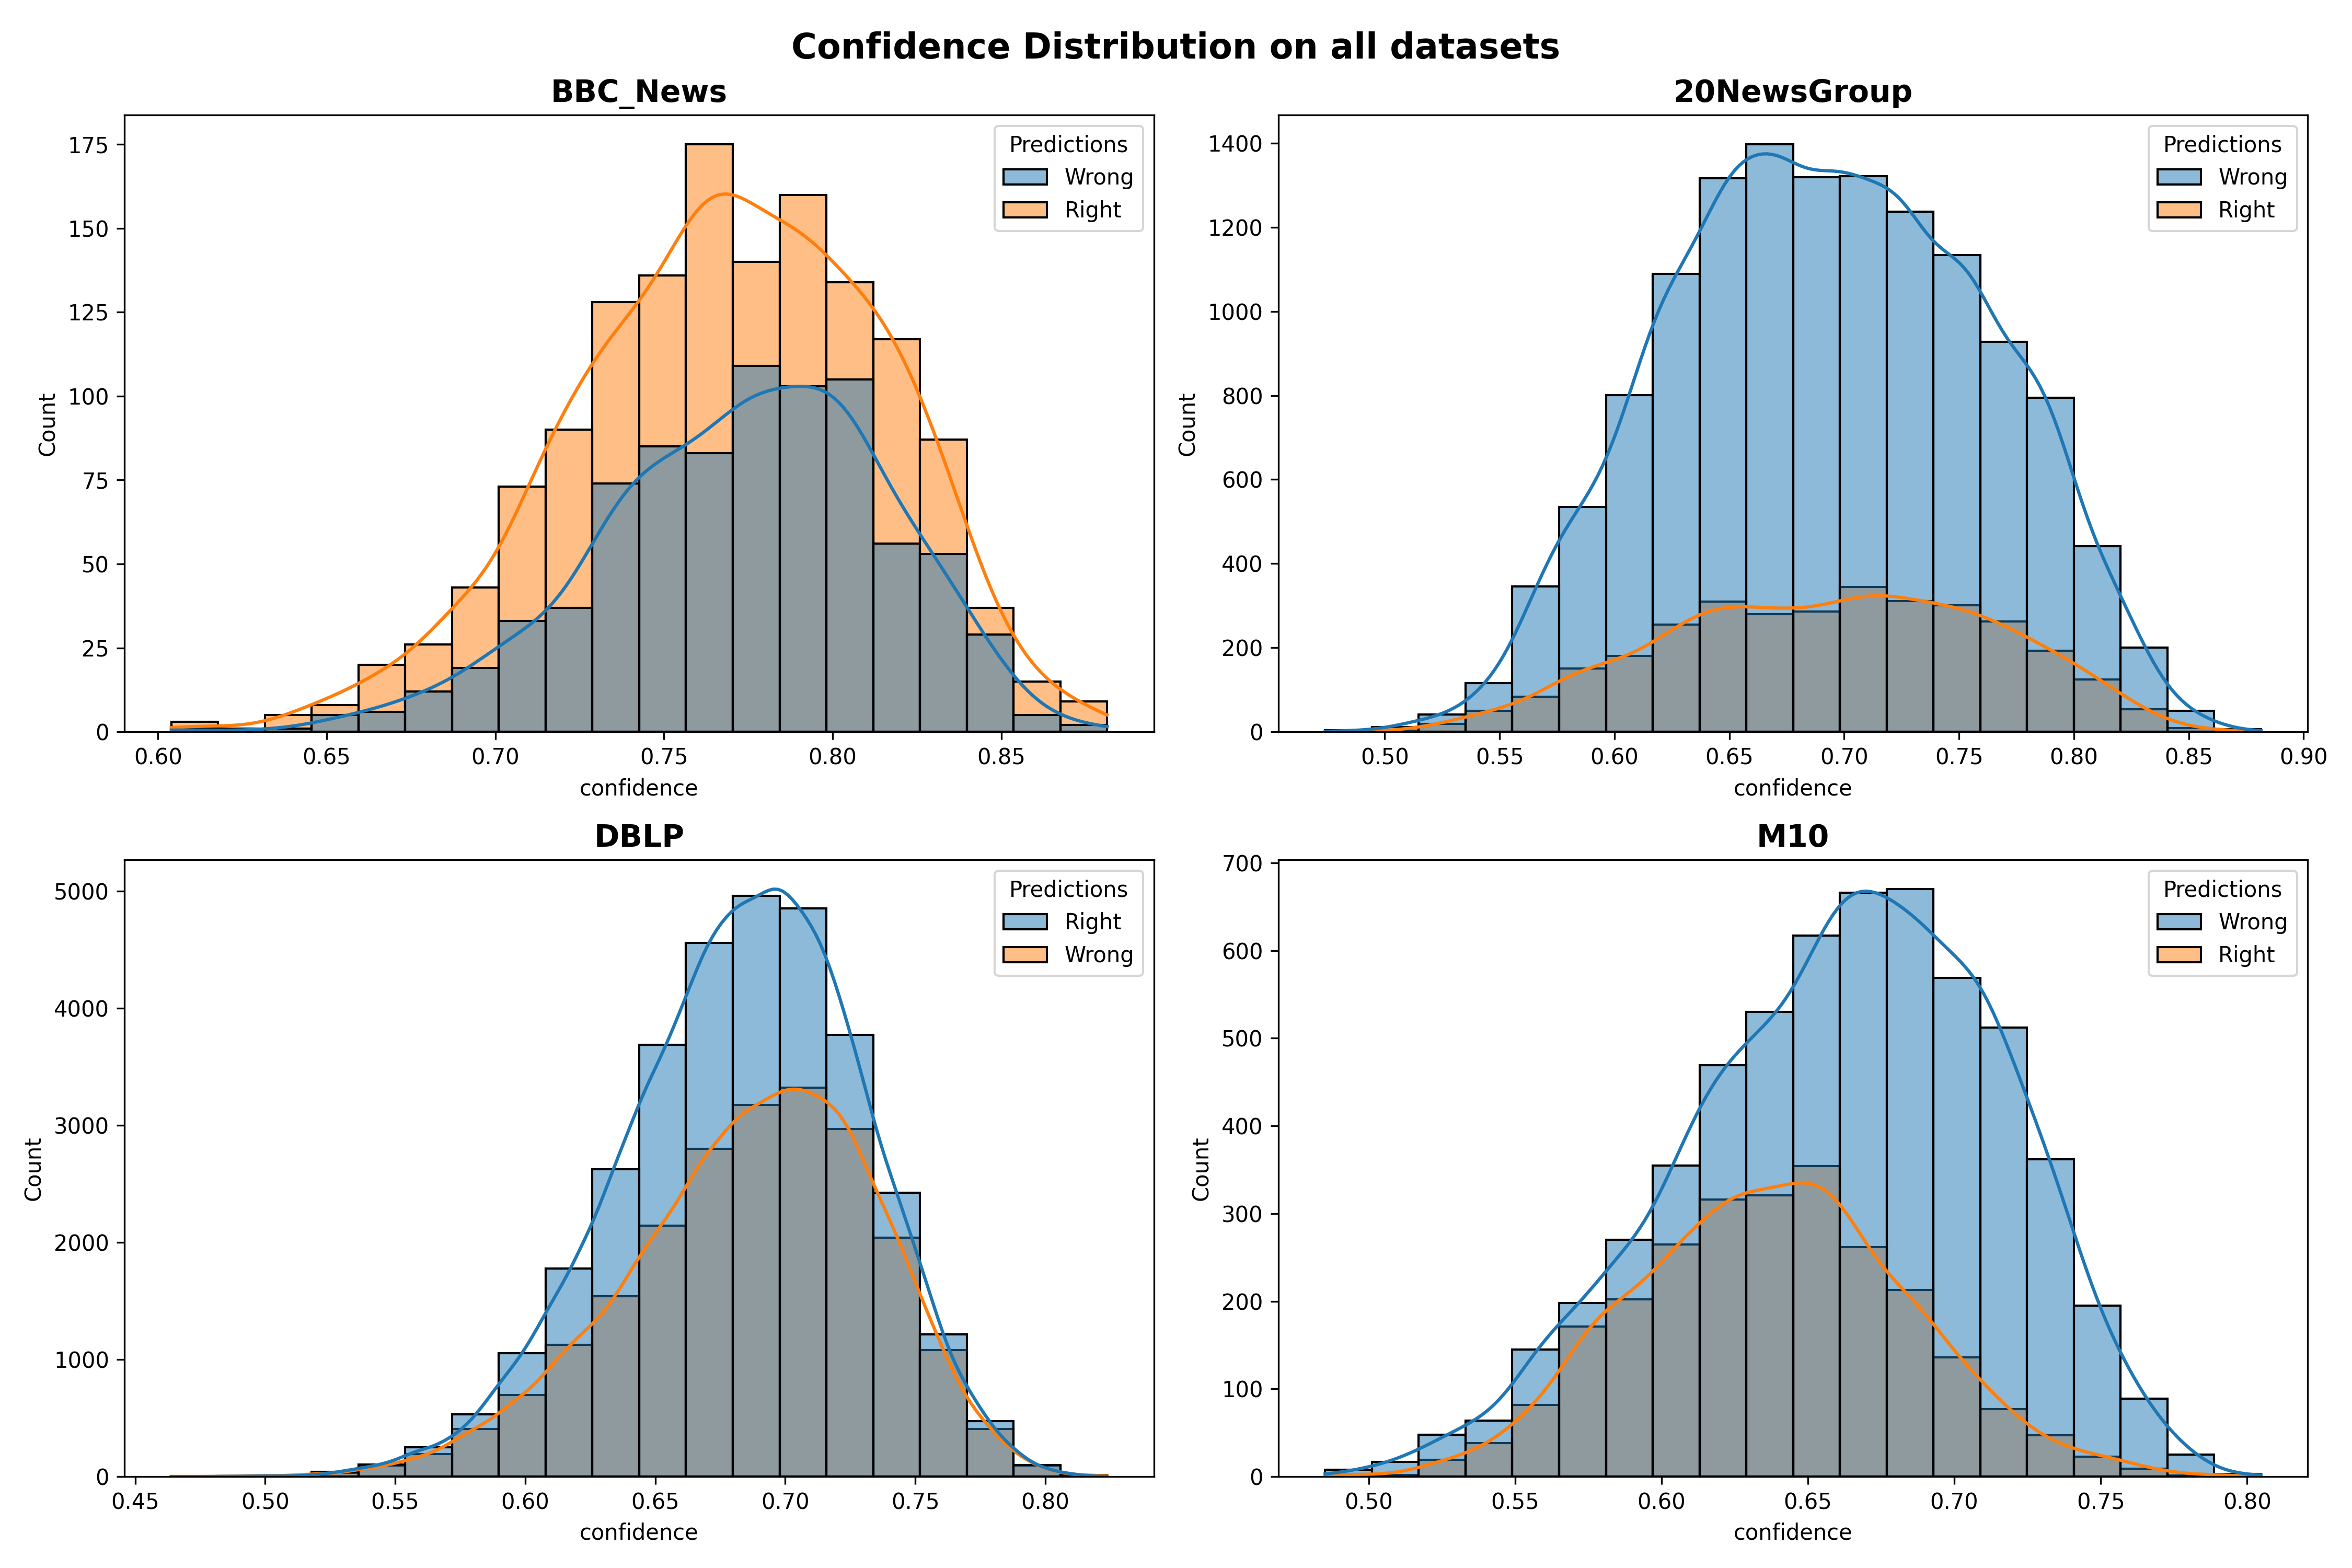 Confidence Distribution on all datasets
BBC_News
Predictions
Wrong
Right
Count
175
150
125
100
75
50
25
0
0.60 0.65 0.70 0.75 0.80 0.85
confidence
20NewsGroup
Predictions
Wrong
Right
Count
1400
1200
1000
800
600
400
200
0
0.50 0.55 0.60 0.65 0.70 0.75 0.80 0.85 0.90
confidence
DBLP
Predictions
Right
Wrong
Count
5000
4000
3000
2000
1000
0
0.45 0.50 0.55 0.60 0.65 0.70 0.75 0.80
confidence
M10
Predictions
Wrong
Right
Count
700
600
500
400
300
200
100
0
0.50 0.55 0.60 0.65 0.70 0.75 0.80
confidence